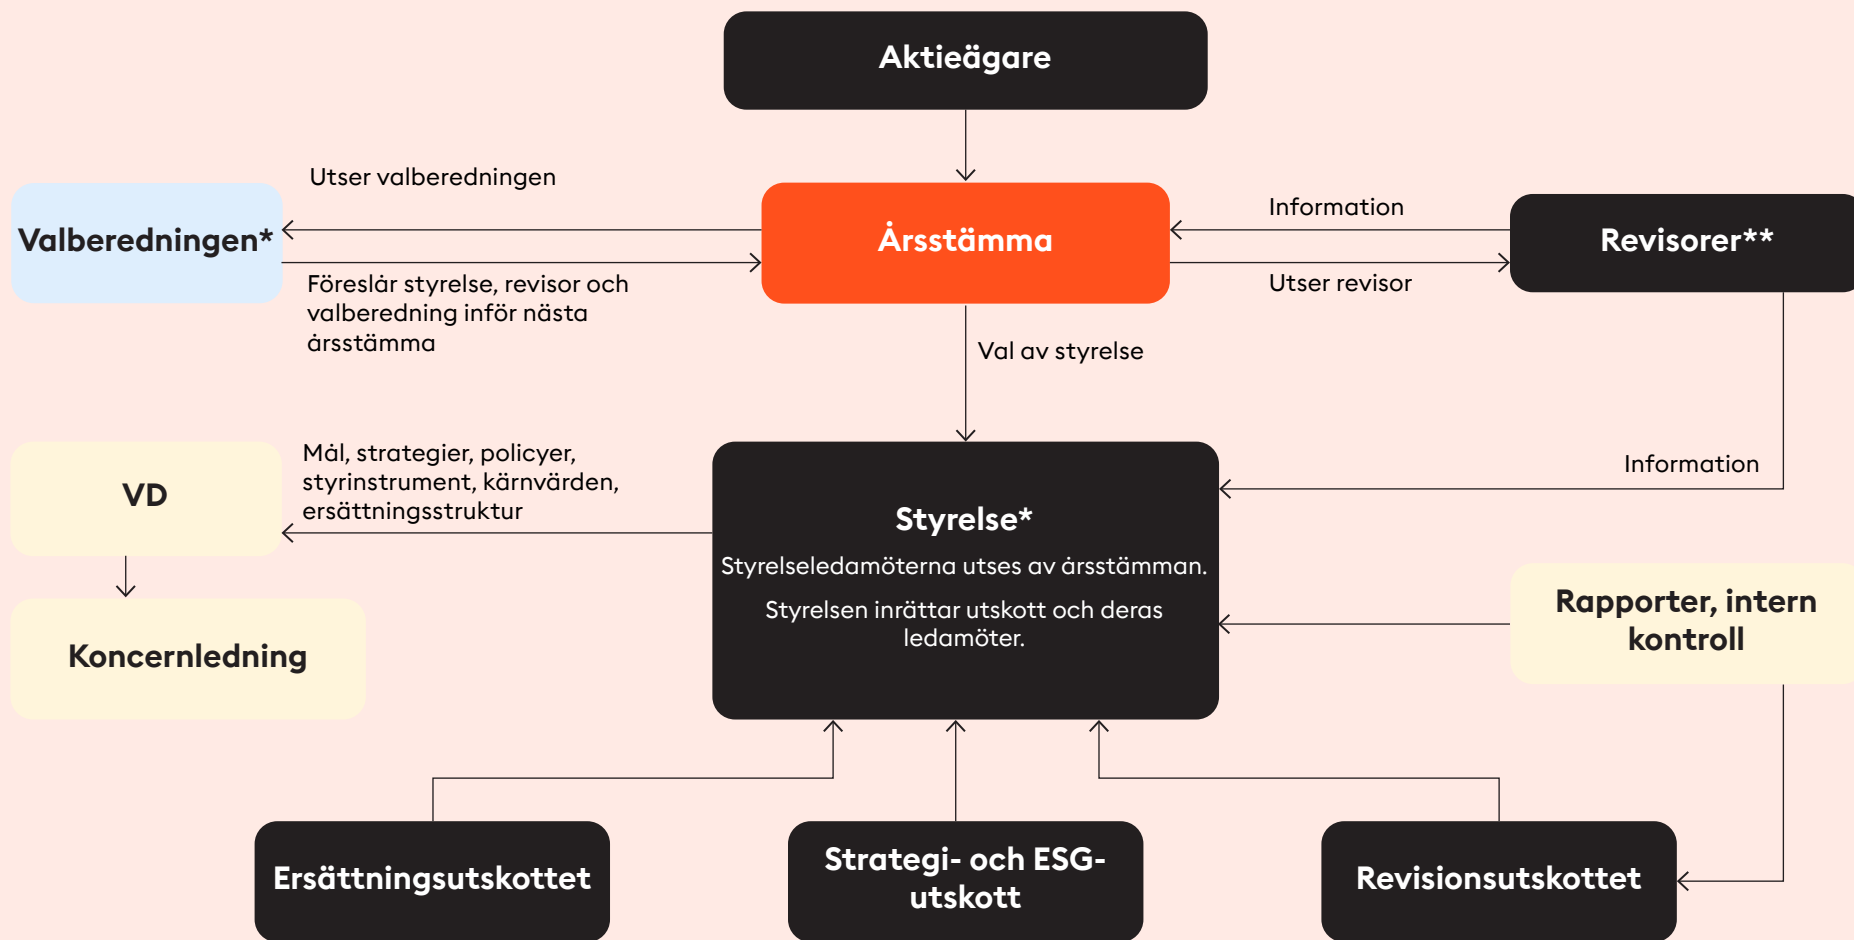 Aktieägare
Utser valberedningen
Valberedningen*
Årsstämma
Information
Revisorer**
Föreslår styrelse, revisor och
valberedning inför nästa
årsstämma
Utser revisor
Val av styrelse
VD
Mål, strategier, policyer,
styrinstrument, kärnvärden,
ersättningsstruktur
Information
Styrelse*
Styrelseledamöterna utses av årsstämman.
Styrelsen inrättar utskott och deras
ledamöter.
Rapporter, intern
kontroll
Koncernledning
Ersättningsutskottet
Strategi- och ESG-
utskott
Revisionsutskottet